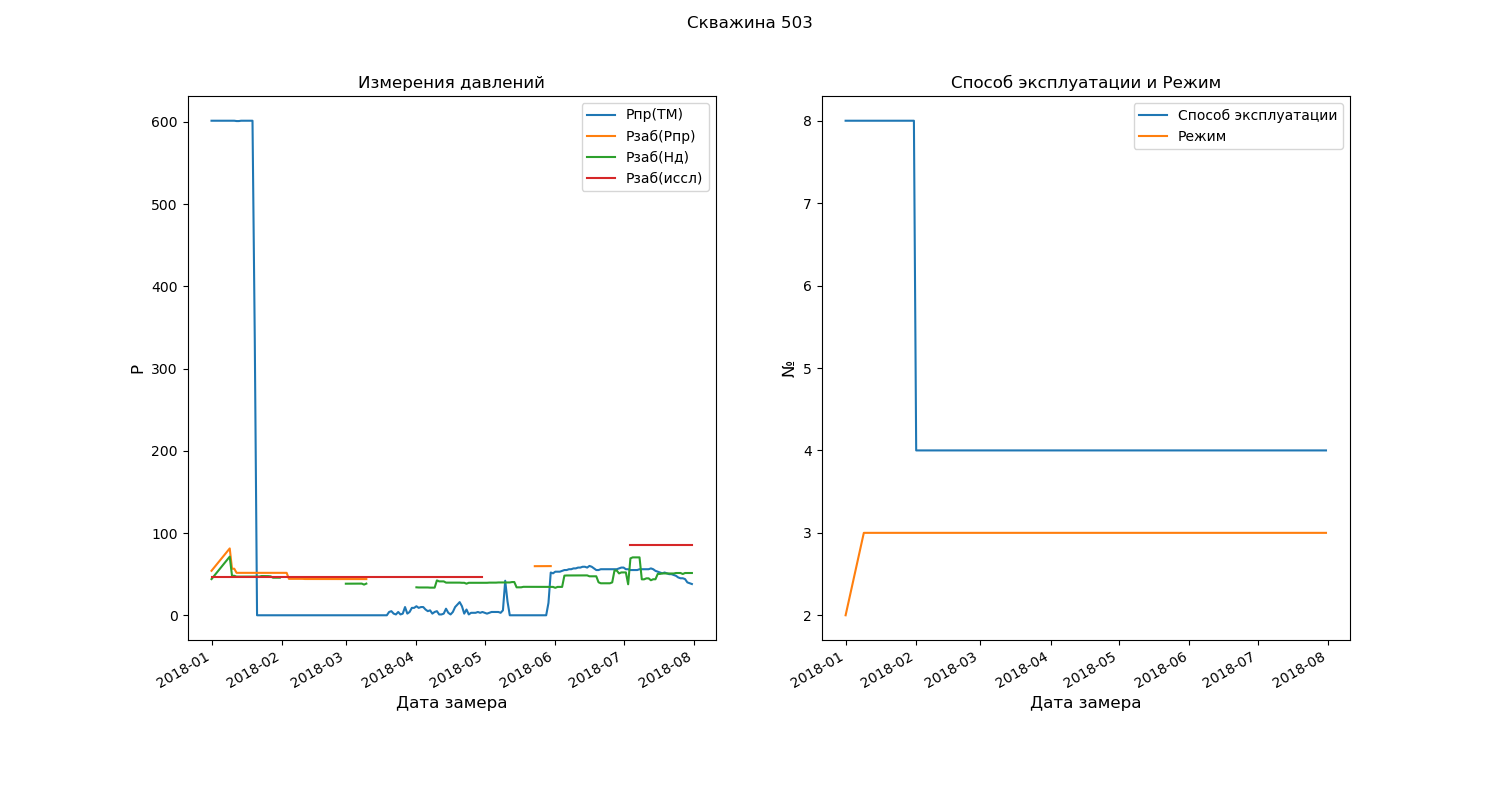 Скважина 503
Измерения давлений
600
500
400
300
200
100
0
P
Рпр(ТМ)
Рзаб(Рпр)
Рзаб(Нд)
Рзаб(иссл)
2018-01
2018-02
2018-03
2018-04
2018-05
2018-06
2018-07
2018-08
Дата замера
Способ эксплуатации и Режим
8
7
6
5
4
3
2
№
Способ эксплуатации
Режим
2018-01
2018-02
2018-03
2018-04
2018-05
2018-06
2018-07
2018-08
Дата замера